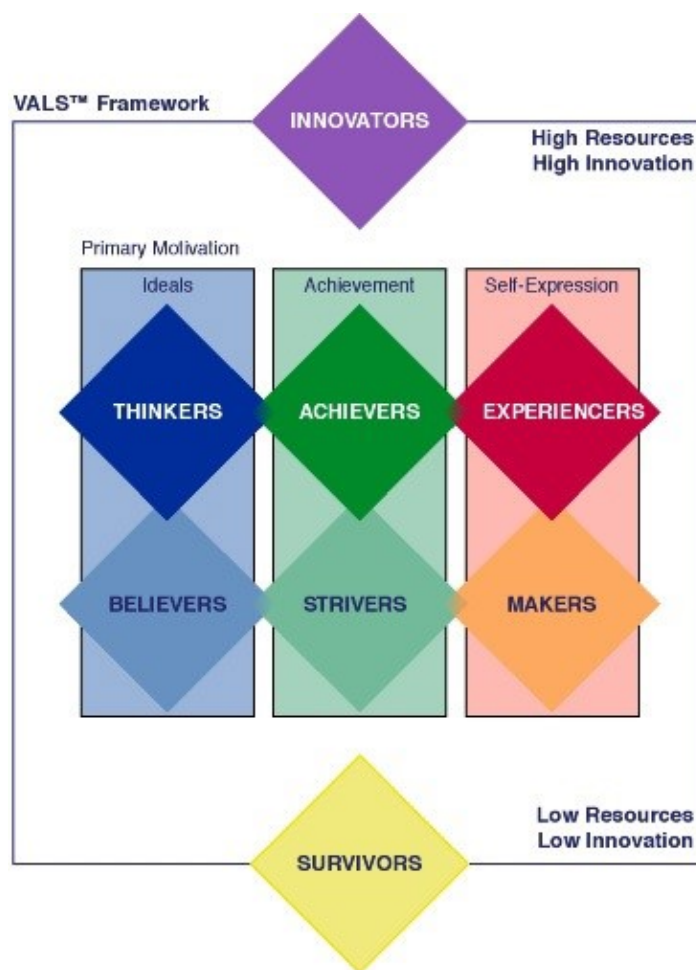 VALS™ Framework
INNOVATORS
High Resources
High Innovation
Primary Motivation
Ideals
Achievement
Self-Expression
THINKERS
ACHIEVERS
EXPERIENCERS
BELIEVERS
STRIVERS
MAKERS
Low Resources
Low Innovation
SURVIVORS